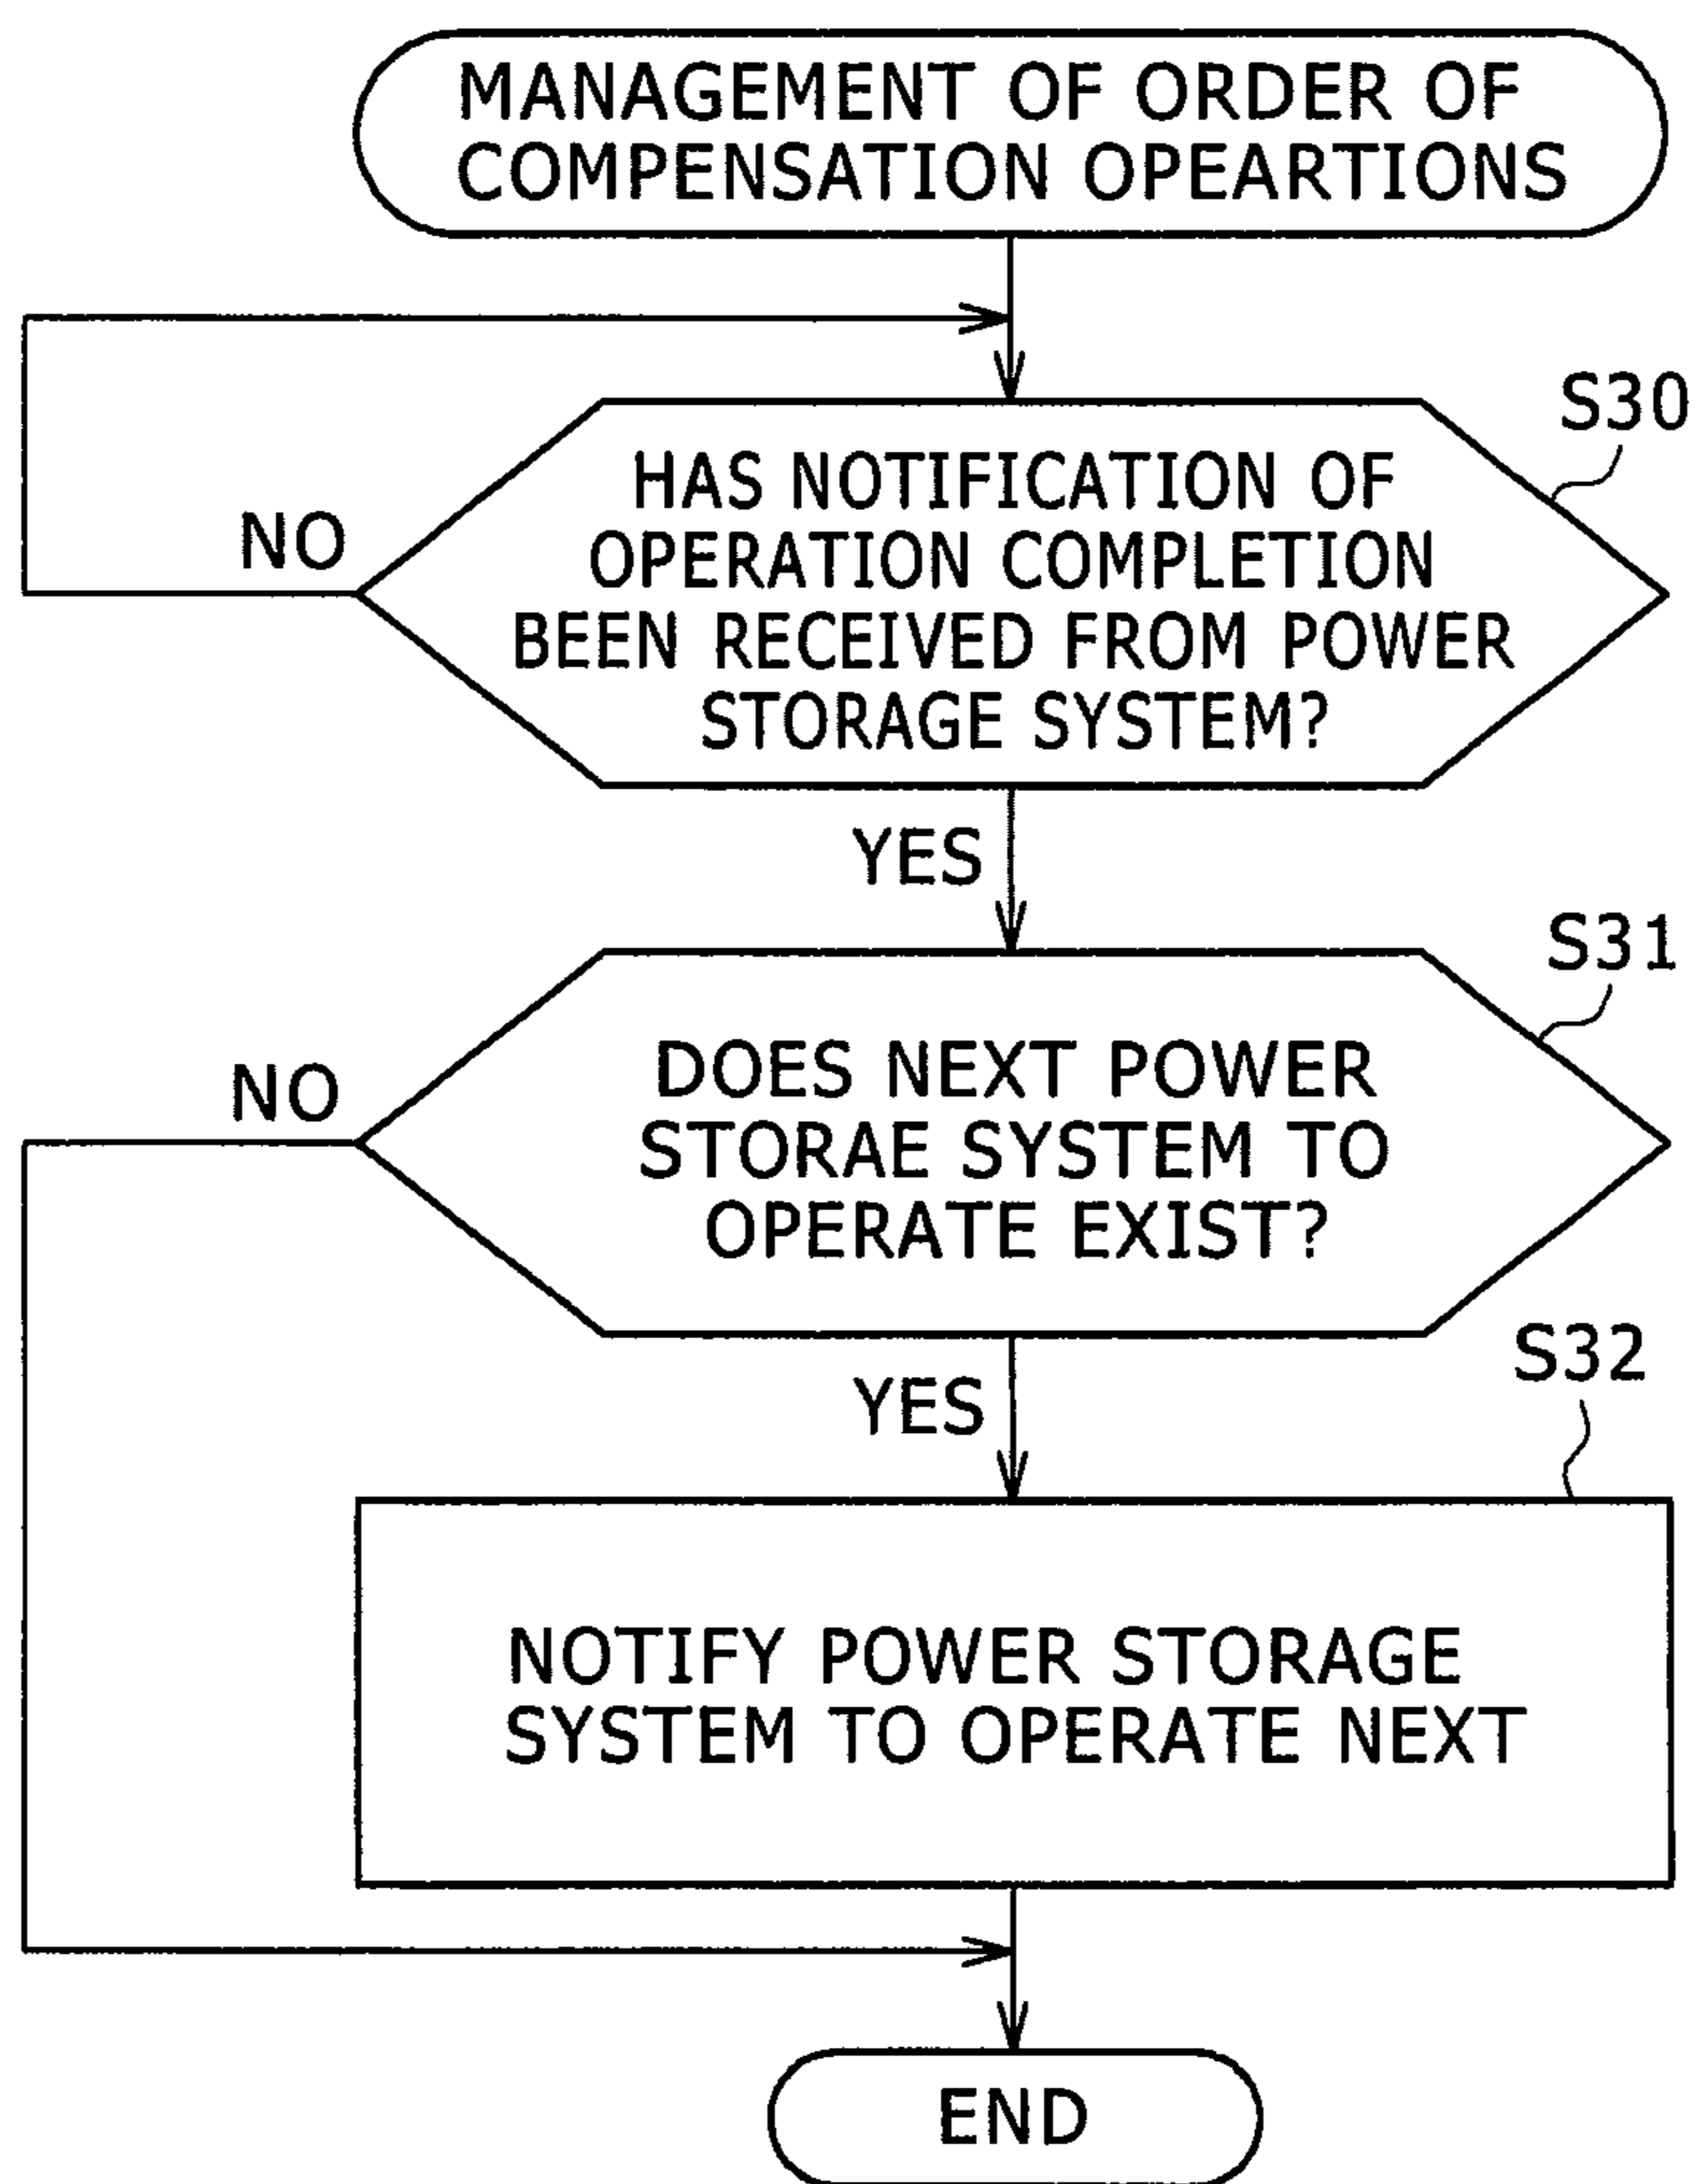 MANAGEMENT OF ORDER OF
COMPENSATION OPEARTIONS
S30
HAS NOTIFICATION OF
OPERATION COMPLETION
BEEN RECEIVED FROM POWER
STORAGE SYSTEM?
NO
YES
S31
DOES NEXT POWER
STORAE SYSTEM TO
OPERATE EXIST?
NO
YES
S32
NOTIFY POWER STORAGE
SYSTEM TO OPERATE NEXT
END